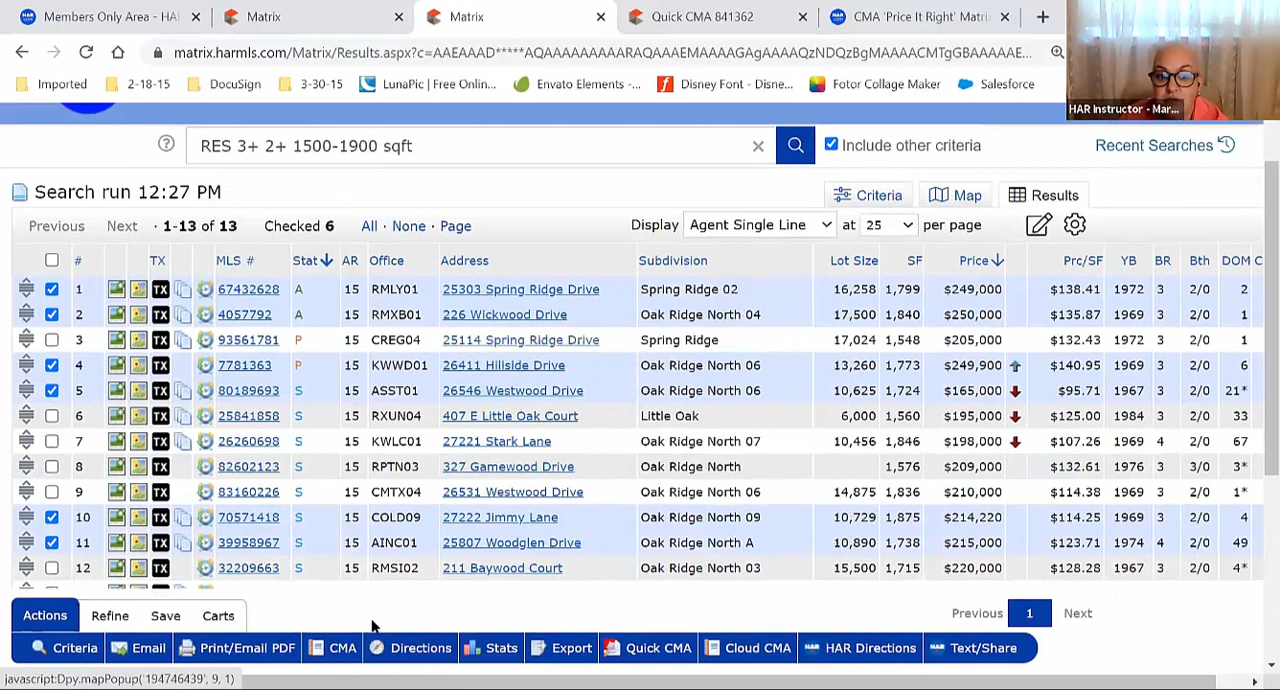 Members Only Area - HA
Matrix
Matrix
Quick CMA 841362
CMA 'Price It Right' Matri
matrix.harmls.com/Matrix/Results.aspx?c=AAEAAAD*****AQAAAAAAAAARAQAAAEMAAAAGAgAAAAQzNDQzBgMAAAACMTgGBAAAAAE...
Imported
2-18-15
DocuSign
3-30-15
LunaPic | Free ...
Envato Elements -...
Disney Font - Disne...
Fotor Collage Maker
Salesforce
HAR Instructor - Mar...
RES 3+ 2+ 1500-1900 sqft
Include other criteria
Recent Searches
Search run 12:27 PM
Criteria
Map
Results
Previous Next · 1-13 of 13 Checked 6 All · None · Page
Display Agent Single Line at 25 per page
# TX MLS # Stat AR Office Address Subdivision Lot Size SF Price Prc/SF YB BR Bth DOM C
1 TX 67432628 A 15 RMLY01 25303 Spring Ridge Drive Spring Ridge 02 16,258 1,799 $249,000 $138.41 1972 3 2/0 2
2 TX 4057792 A 15 RMXB01 226 Wickwood Drive Oak Ridge North 04 17,500 1,840 $250,000 $135.87 1969 3 2/0 1
3 TX 93561781 P 15 CREG04 25114 Spring Ridge Drive Spring Ridge 17,024 1,548 $205,000 $132.43 1972 3 2/0 1
4 TX 15 KWWD01 26411 Hillside Drive Oak Ridge North 06 13,260 1,773 $249,900 $140.95 1969 3 2/0 6
5 TX 80189693 S 15 ASST01 26546 Westwood Drive Oak Ridge North 06 10,625 1,724 $165,000 $95.71 1967 3 2/0 21*
6 TX 25841858 S 15 RXUN04 407 E Little Oak Court Little Oak 6,000 1,560 $195,000 $125.00 1984 3 2/0 33
7 TX 26260698 S 15 KWLC01 27221 Stark Lane Oak Ridge North 07 10,456 1,846 $198,000 $107.26 1969 4 2/0 67
8 TX 82602123 S 15 RPTN03 327 Gamewood Drive Oak Ridge North 1,576 $209,000 $132.61 1976 3 3/0 3*
9 TX 93160226 S 15 CMTX04 26551 Westwood Drive Oak Ridge North 06 14,875 1,836 $210,000 $114.38 1969 3 2/0 1*
10 TX 70571418 S 15 COLD09 27222 Jimmy Lane Oak Ridge North 09 10,729 1,875 $214,220 $114.25 1969 3 2/0 4
11 TX 39958967 S 15 AINC01 25807 Woodglen Drive Oak Ridge North A 10,890 1,738 $215,000 $123.71 1974 4 2/0 49
12 TX 32209663 S 15 RMSI02 211 Baywood Court Oak Ridge North 03 15,500 1,715 $220,000 $128.28 1967 3 2/0 4*
Actions Refine Save Carts
Previous 1 Next
Criteria Email Print/Email PDF CMA Directions Stats Export Quick CMA Cloud CMA HAR Directions Text/Share
javascript:Dpy.mapPopup('194746439', 9, 1)